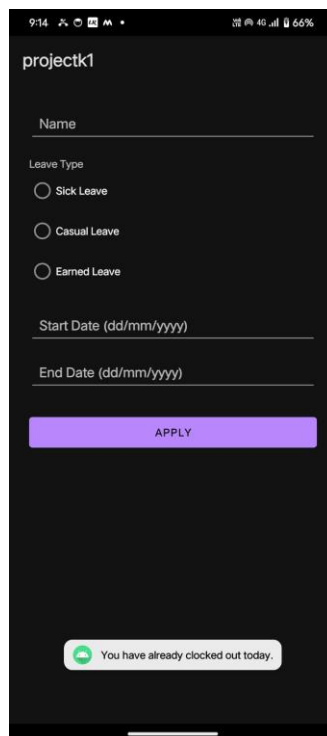 9:14
4G 66%
projectk1
Name
Leave Type
Sick Leave
Casual Leave
Earned Leave
Start Date (dd/mm/yyyy)
End Date (dd/mm/yyyy)
APPLY
You have already clocked out today.